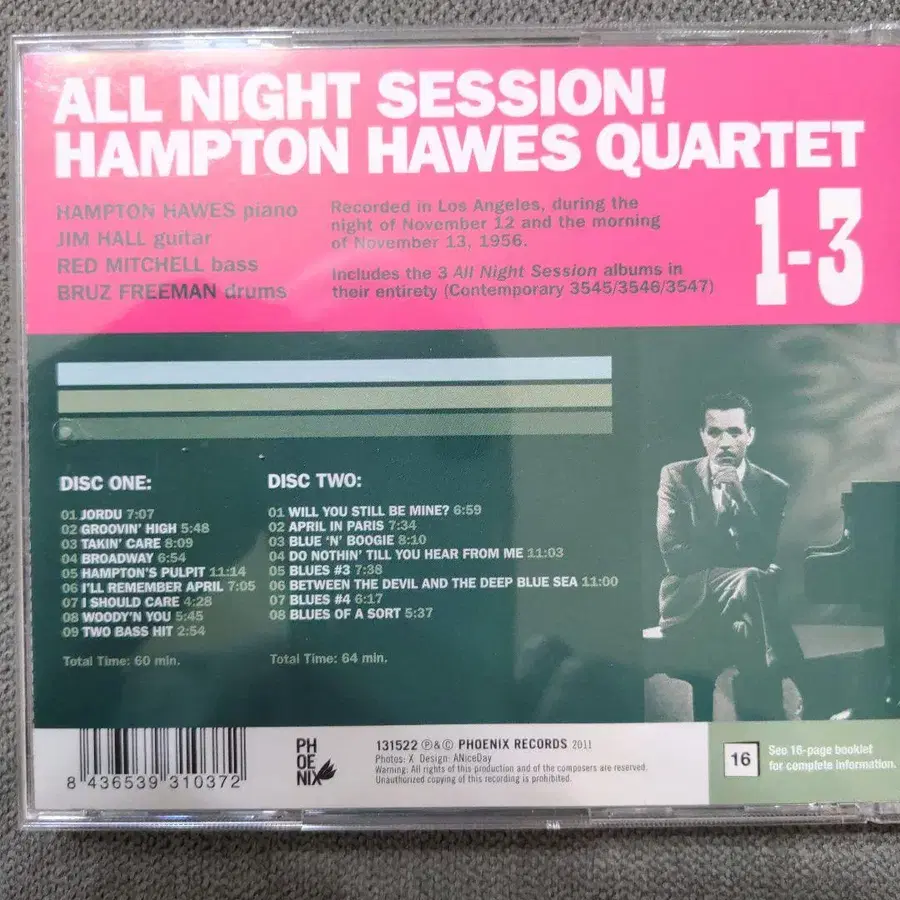 ALL NIGHT SESSION!
HAMPTON HAWES QUARTET
1-3
HAMPTON HAWES piano
JIM HALL guitar
RED MITCHELL bass
BRUZ FREEMAN drums
Recorded in Los Angeles, during the
night of November 12 and the morning
of November 13, 1956.
Includes the 3 All Night Session albums in
their entirety (Contemporary 3545/3546/3547)
DISC ONE:
01 JORDU 7:07
02 GROOVIN' HIGH 5:48
03 TAKIN' CARE 8:09
04 BROADWAY 6:54
05 HAMPTON'S PULPIT 11:14
06 I'LL REMEMBER APRIL 7:05
07 I SHOULD CARE 4:28
08 WOODY'N YOU 5:45
09 TWO BASS HIT 2:54
Total Time: 60 min.
DISC TWO:
01 WILL YOU STILL BE MINE? 6:59
02 APRIL IN PARIS 7:34
03 BLUE 'N' BOOGIE 8:10
04 DO NOTHIN' TILL YOU HEAR FROM ME 11:03
05 BLUES #3 7:38
06 BETWEEN THE DEVIL AND THE DEEP BLUE SEA 11:00
07 BLUES #4 6:17
08 BLUES OF A SORT 5:37
Total Time: 64 min.
8 436539 310372
PH
OE
NIX
131522 ℗&© PHOENIX RECORDS 2011
Photos: X Design: ANiceDay
Warning: All rights of this production and of the composers are reserved.
Unauthorized copying of this recording is prohibited.
16
See 16-page booklet
for complete information.